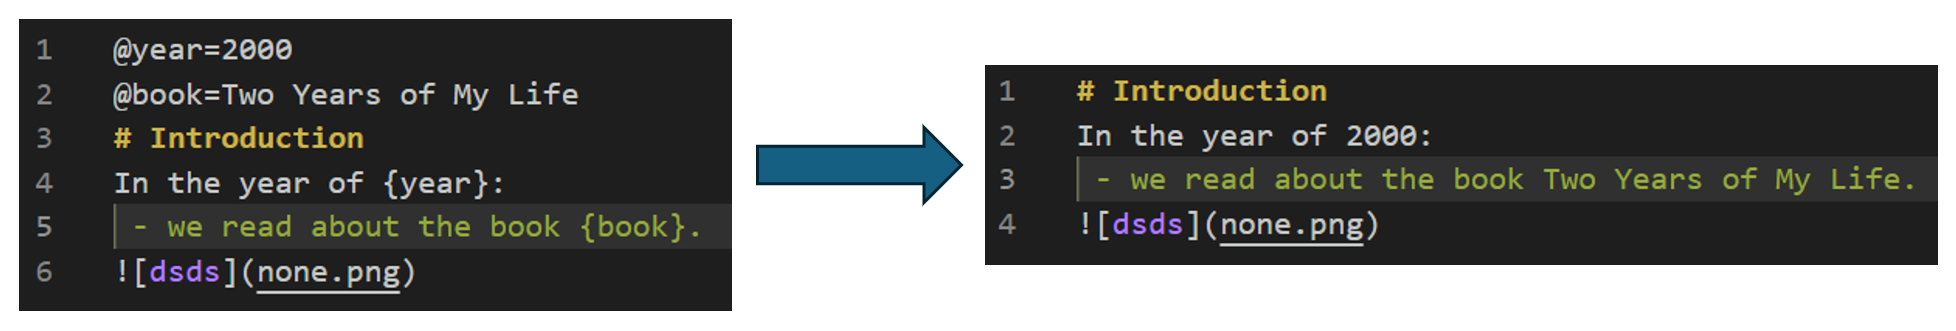 1 @year=2000
2 @book=Two Years of My Life
3 # Introduction
4 In the year of {year}:
5  - we read about the book {book}.
6 ![dsds](none.png)
1 # Introduction
2 In the year of 2000:
3  - we read about the book Two Years of My Life.
4 ![dsds](none.png)